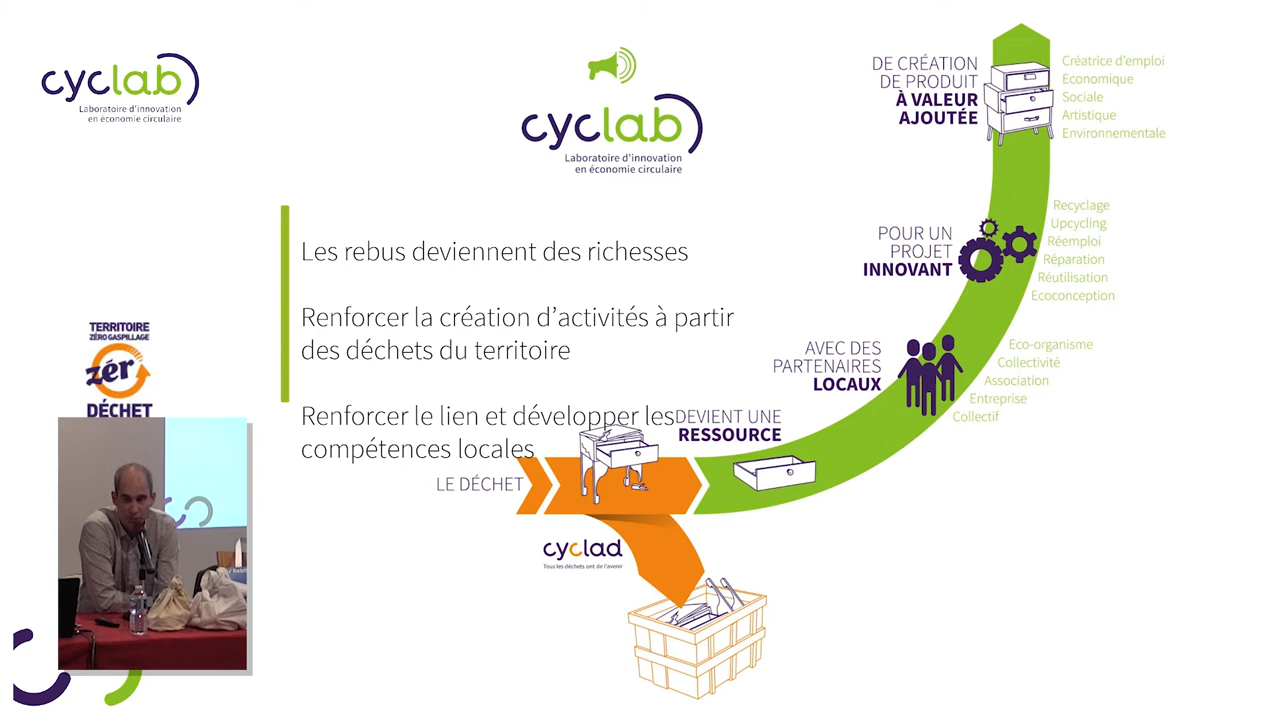 cyclab
Laboratoire d'innovation
en économie circulaire
cyclab
Laboratoire d'innovation
en économie circulaire
Les rebus deviennent des richesses
Renforcer la création d'activités à partir
des déchets du territoire
Renforcer le lien et développer les
compétences locales
TERRITOIRE
ZÉRO GASPILLAGE
zér
DÉCHET
LE DÉCHET
cyclad
Tous les déchets ont de l'avenir
DEVIENT UNE
RESSOURCE
AVEC DES
PARTENAIRES
LOCAUX
Eco-organisme
Collectivité
Association
Entreprise
Collectif
POUR UN
PROJET
INNOVANT
Recyclage
Upcycling
Réemploi
Réparation
Réutilisation
Ecoconception
DE CRÉATION
DE PRODUIT
À VALEUR
AJOUTÉE
Créatrice d'emploi
Economique
Sociale
Artistique
Environnementale